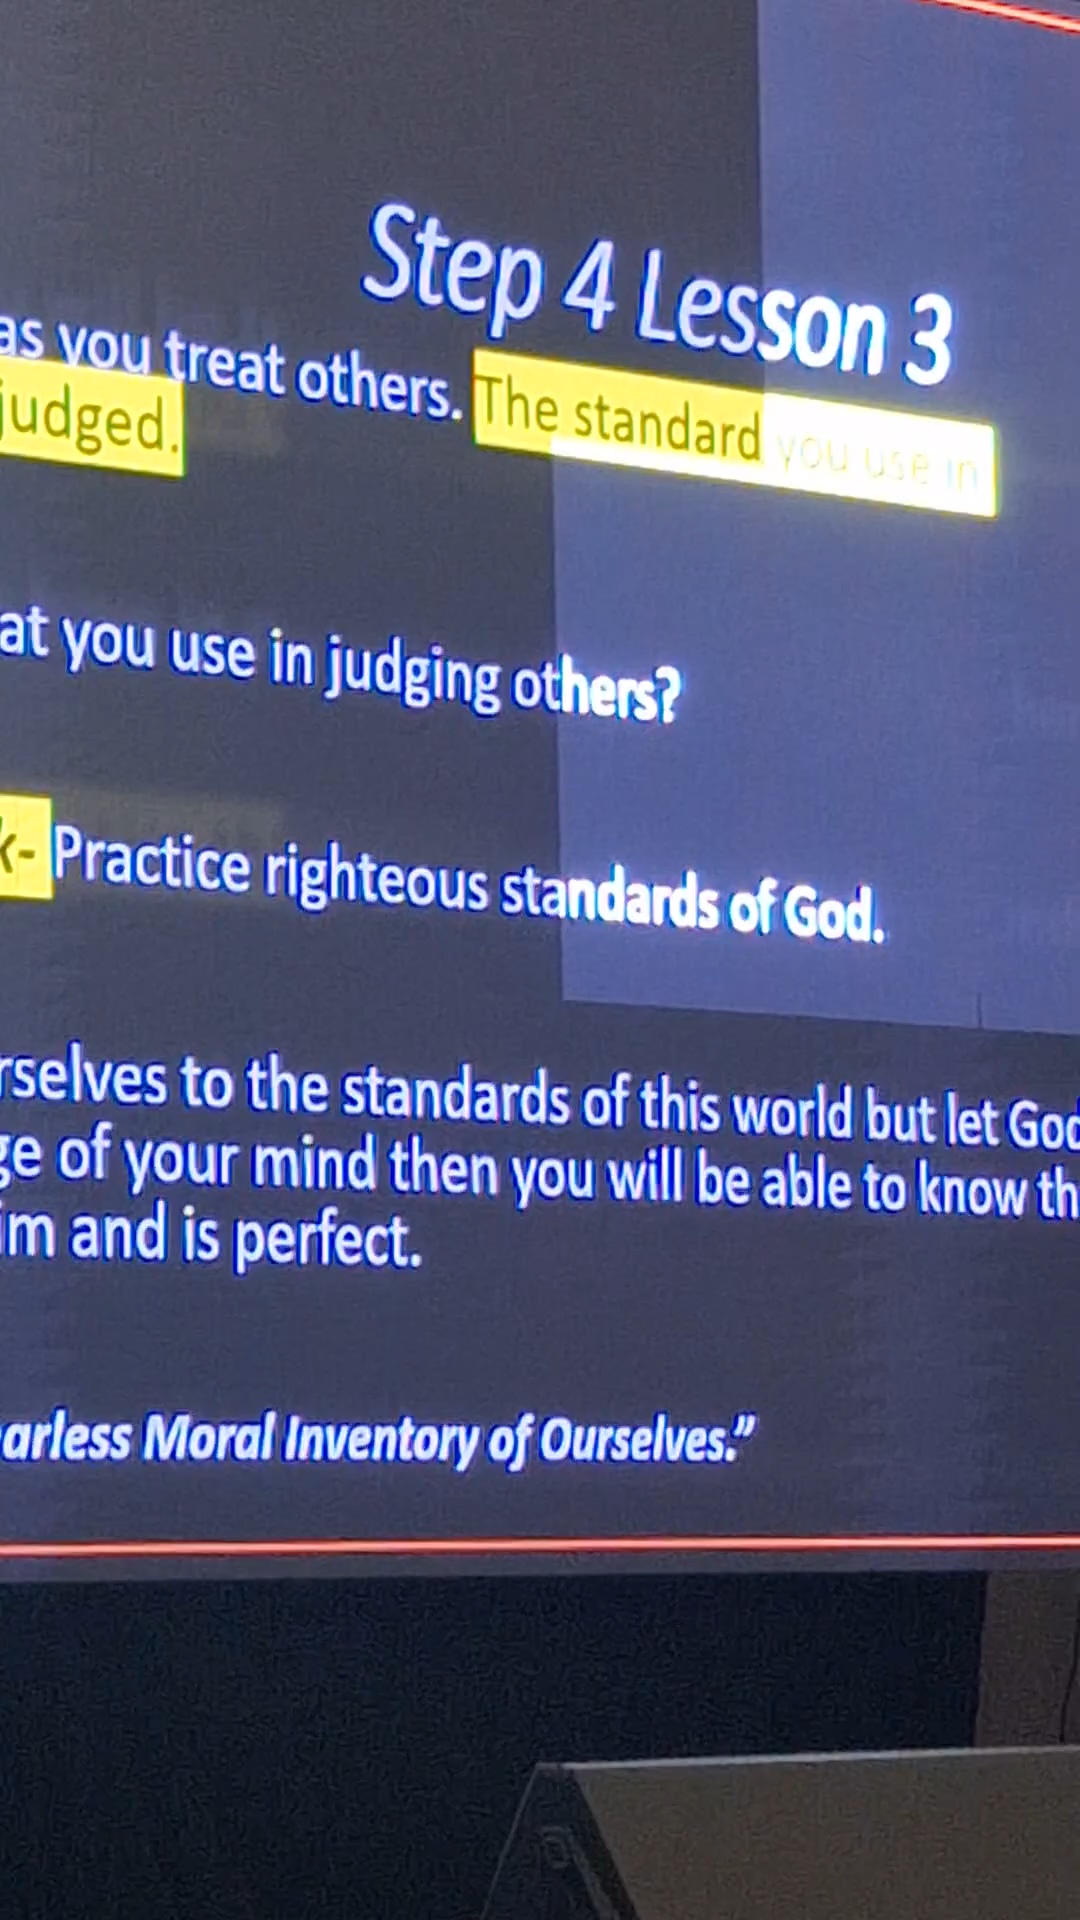 Step 4 Lesson 3
as you treat others. The standard you use in
judged.
at you use in judging others?
k- Practice righteous standards of God.
rselves to the standards of this world but let God
ge of your mind then you will be able to know th
im and is perfect.
arless Moral Inventory of Ourselves.”